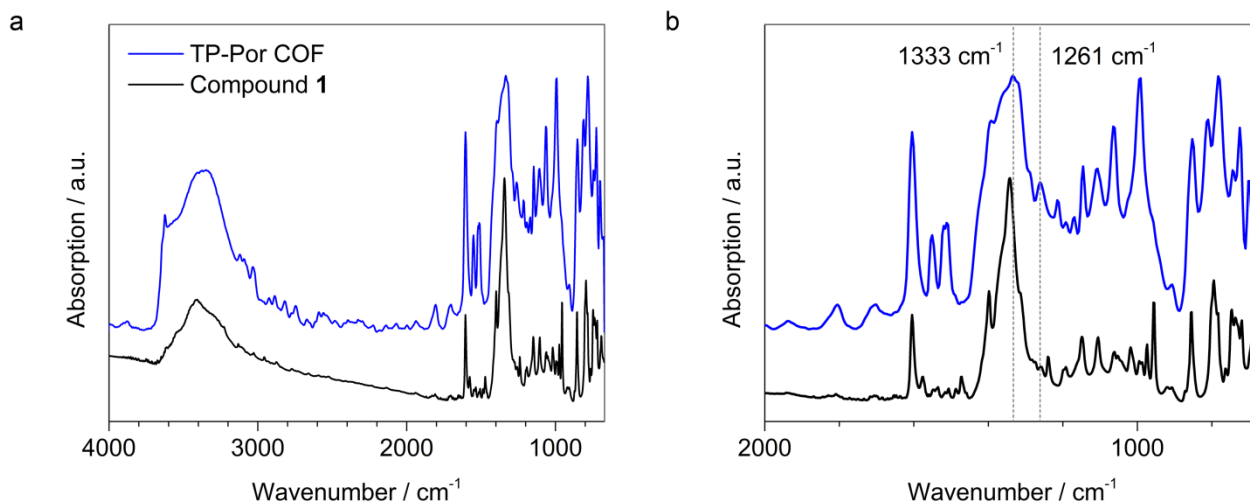 a
TP-Por COF
Compound 1
Absorption / a.u.
4000 3000 2000 1000
Wavenumber / cm⁻¹
b
1333 cm⁻¹ 1261 cm⁻¹
Absorption / a.u.
2000 1000
Wavenumber / cm⁻¹